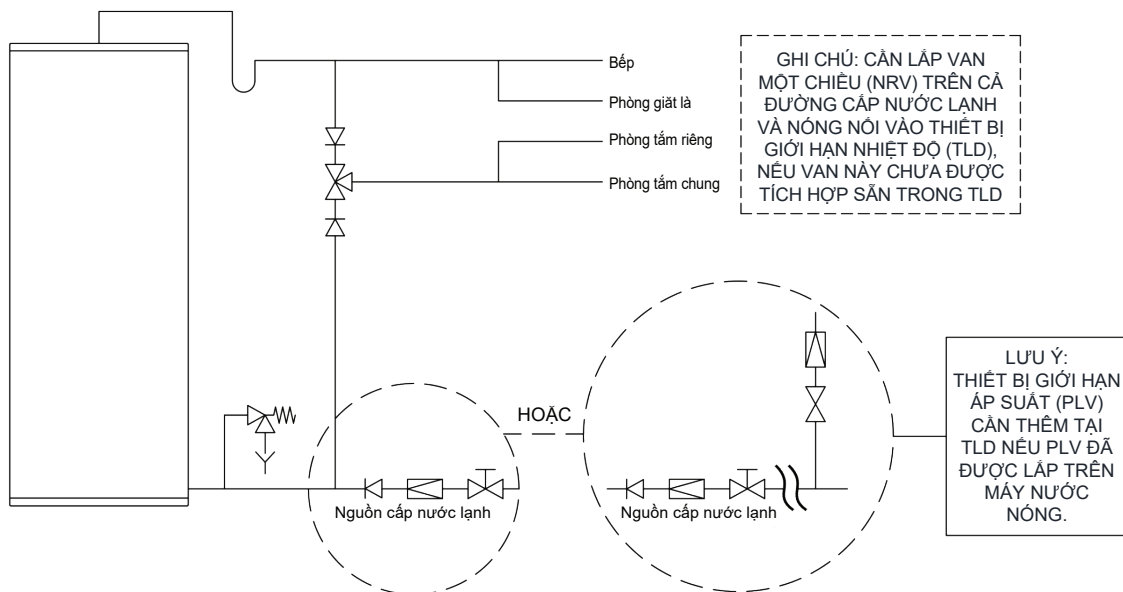 Bếp
Phòng giặt là
Phòng tắm riêng
Phòng tắm chung
GHI CHÚ: CẦN LẮP VAN
MỘT CHIỀU (NRV) TRÊN CẢ
ĐƯỜNG CẤP NƯỚC LẠNH
VÀ NÓNG NỐI VÀO THIẾT BỊ
GIỚI HẠN NHIỆT ĐỘ (TLD),
NẾU VAN NÀY CHƯA ĐƯỢC
TÍCH HỢP SẴN TRONG TLD
HOẶC
Nguồn cấp nước lạnh
Nguồn cấp nước lạnh
LƯU Ý:
THIẾT BỊ GIỚI HẠN
ÁP SUẤT (PLV)
CẦN THÊM TẠI
TLD NẾU PLV ĐÃ
ĐƯỢC LẮP TRÊN
MÁY NƯỚC
NÓNG.